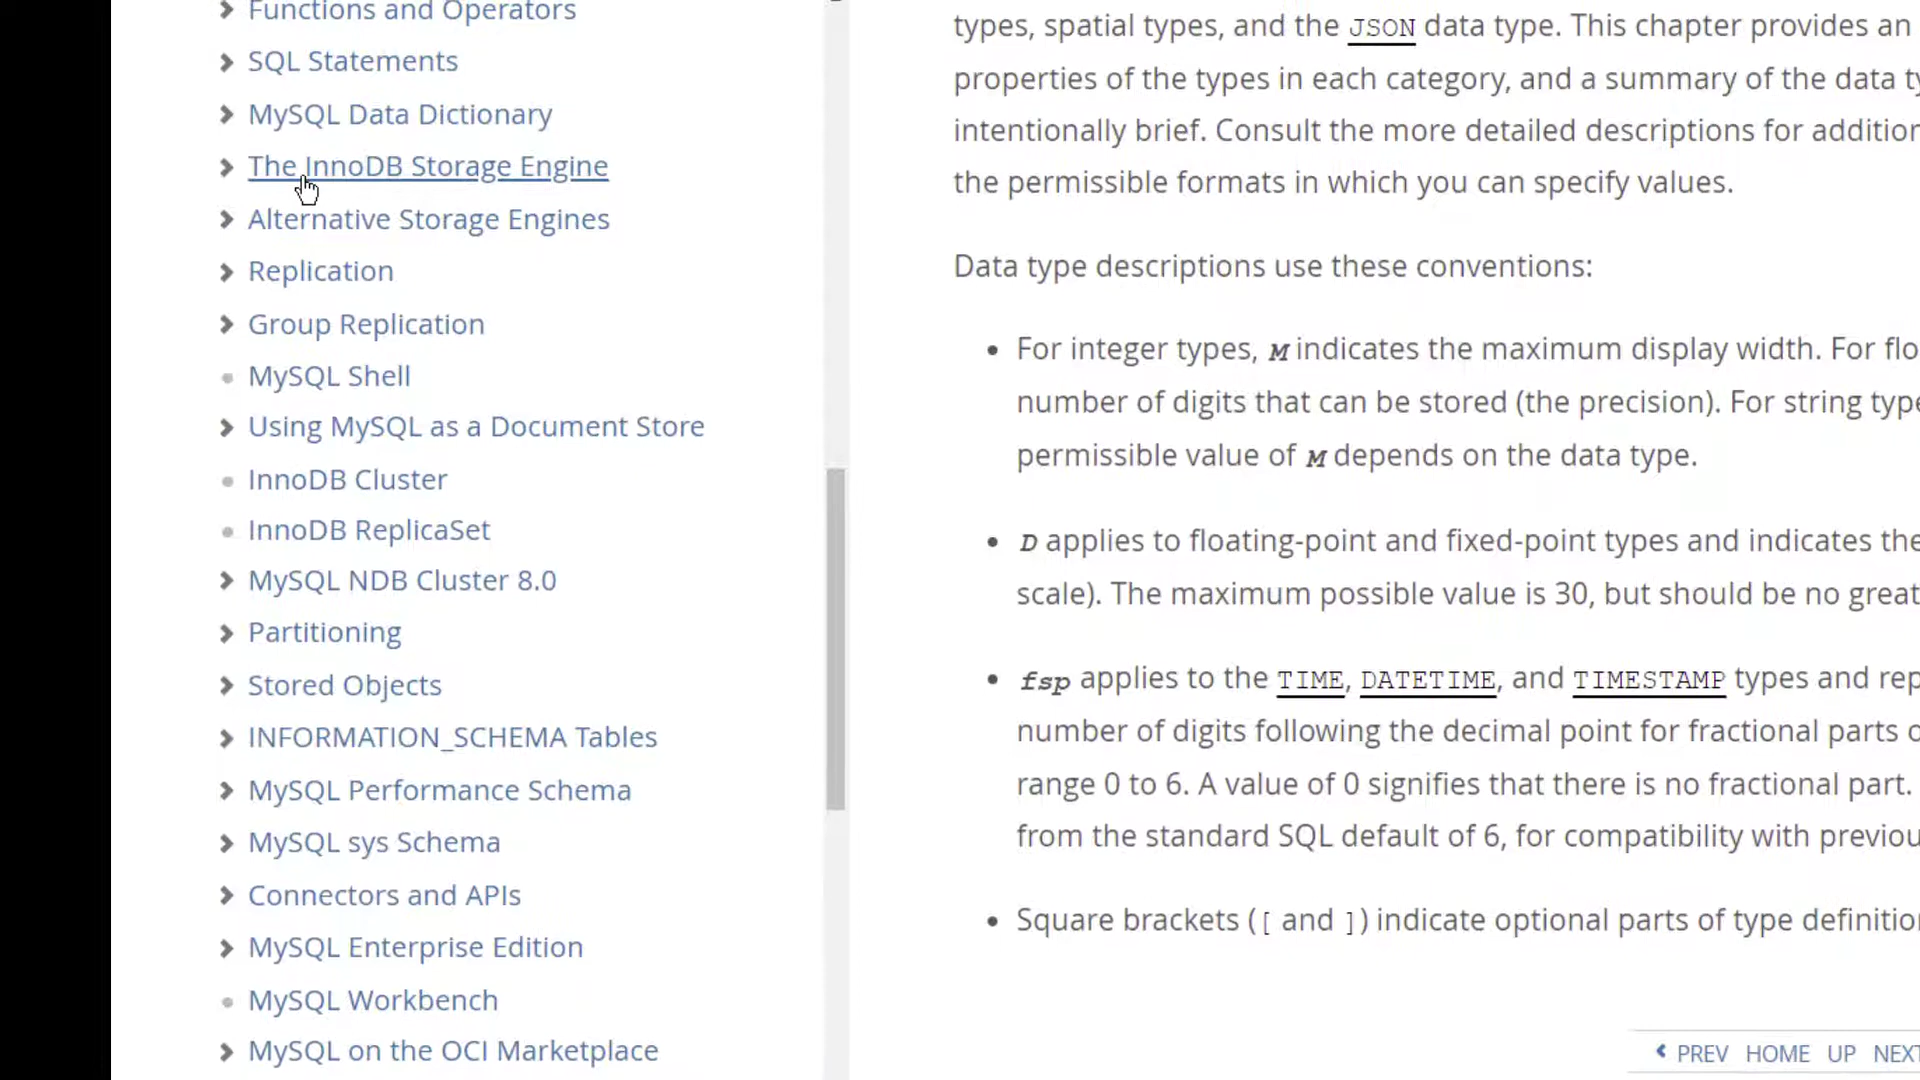 Functions and Operators
SQL Statements
MySQL Data Dictionary
The InnoDB Storage Engine
Alternative Storage Engines
Replication
Group Replication
MySQL Shell
Using MySQL as a Document Store
InnoDB Cluster
InnoDB ReplicaSet
MySQL NDB Cluster 8.0
Partitioning
Stored Objects
INFORMATION_SCHEMA Tables
MySQL Performance Schema
MySQL sys Schema
Connectors and APIs
MySQL Enterprise Edition
MySQL Workbench
MySQL on the OCI Marketplace
types, spatial types, and the JSON data type. This chapter provides an
properties of the types in each category, and a summary of the data ty
intentionally brief. Consult the more detailed descriptions for addition
the permissible formats in which you can specify values.
Data type descriptions use these conventions:
• For integer types, M indicates the maximum display width. For flo
number of digits that can be stored (the precision). For string type
permissible value of M depends on the data type.
• D applies to floating-point and fixed-point types and indicates the
scale). The maximum possible value is 30, but should be no great
• fsp applies to the TIME, DATETIME, and TIMESTAMP types and rep
number of digits following the decimal point for fractional parts o
range 0 to 6. A value of 0 signifies that there is no fractional part.
from the standard SQL default of 6, for compatibility with previou
• Square brackets ([ and ]) indicate optional parts of type definitio
PREV HOME UP NEXT